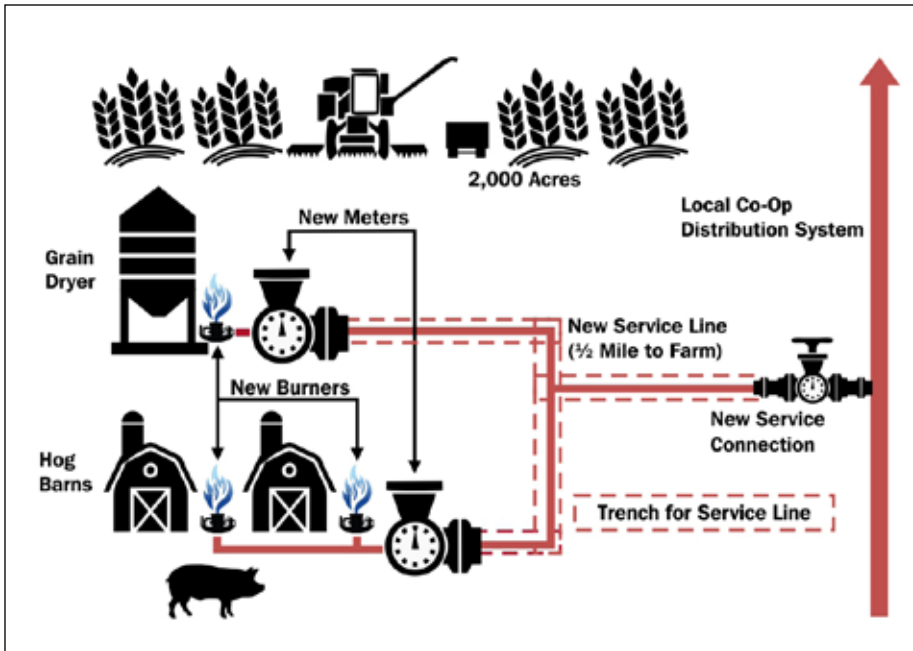 2,000 Acres
New Meters
Local Co-Op
Distribution System
Grain
Dryer
New Service Line
(½ Mile to Farm)
New Burners
New Service
Connection
Hog
Barns
Trench for Service Line